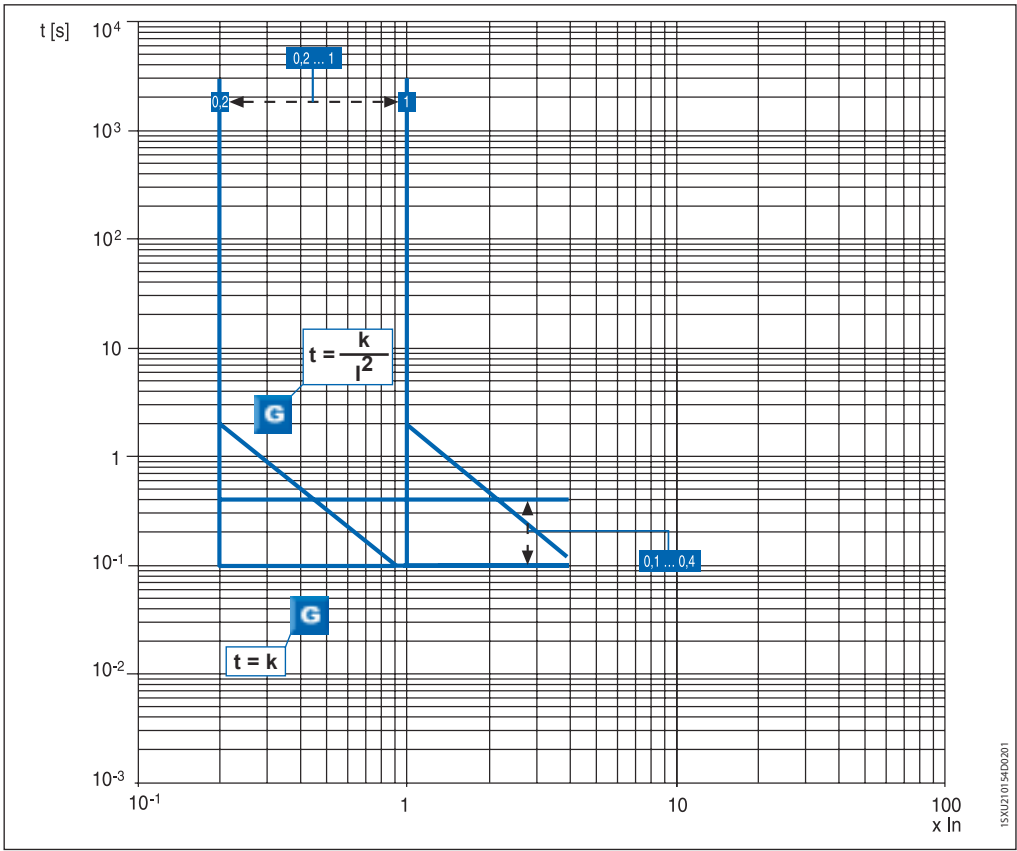 t [s]
10⁴
0,2 ... 1
0,2
1
10³
10²
10
t = k / I²
G
1
10⁻¹
0,1 ... 0,4
G
t = k
10⁻²
10⁻³
10⁻¹
1
10
100
x In
1SXU210154D0201